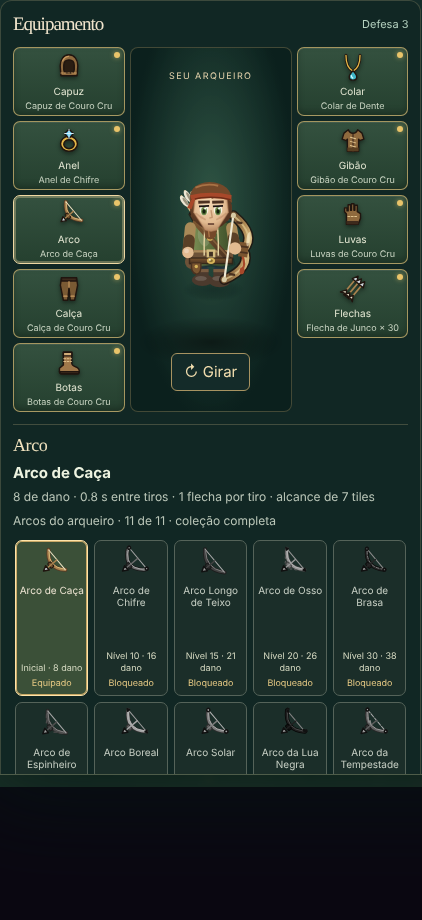 Equipamento
Defesa 3
Capuz
Capuz de Couro Cru
SEU ARQUEIRO
Colar
Colar de Dente
Anel
Anel de Chifre
Gibão
Gibão de Couro Cru
Arco
Arco de Caça
Luvas
Luvas de Couro Cru
Calça
Calça de Couro Cru
Flechas
Flecha de Junco × 30
Botas
Botas de Couro Cru
Girar
Arco
Arco de Caça
8 de dano · 0.8 s entre tiros · 1 flecha por tiro · alcance de 7 tiles
Arcos do arqueiro · 11 de 11 · coleção completa
Arco de Caça
Inicial · 8 dano
Equipado
Arco de
Chifre
Nível 10 · 16
dano
Bloqueado
Arco Longo
de Teixo
Nível 15 · 21
dano
Bloqueado
Arco de Osso
Nível 20 · 26
dano
Bloqueado
Arco de
Brasa
Nível 30 · 38
dano
Bloqueado
Arco de
Espinheiro
Arco Boreal
Arco Solar
Arco da Lua
Negra
Arco da
Tempestade